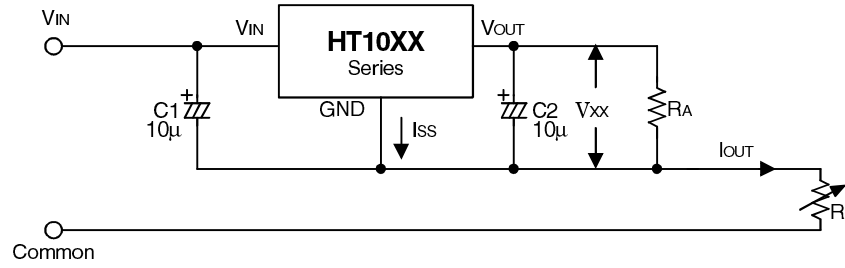 VIN
VIN
HT10XX
Series
VOUT
GND
C1
10µ
ISS
C2
10µ
VXX
RA
IOUT
R
Common